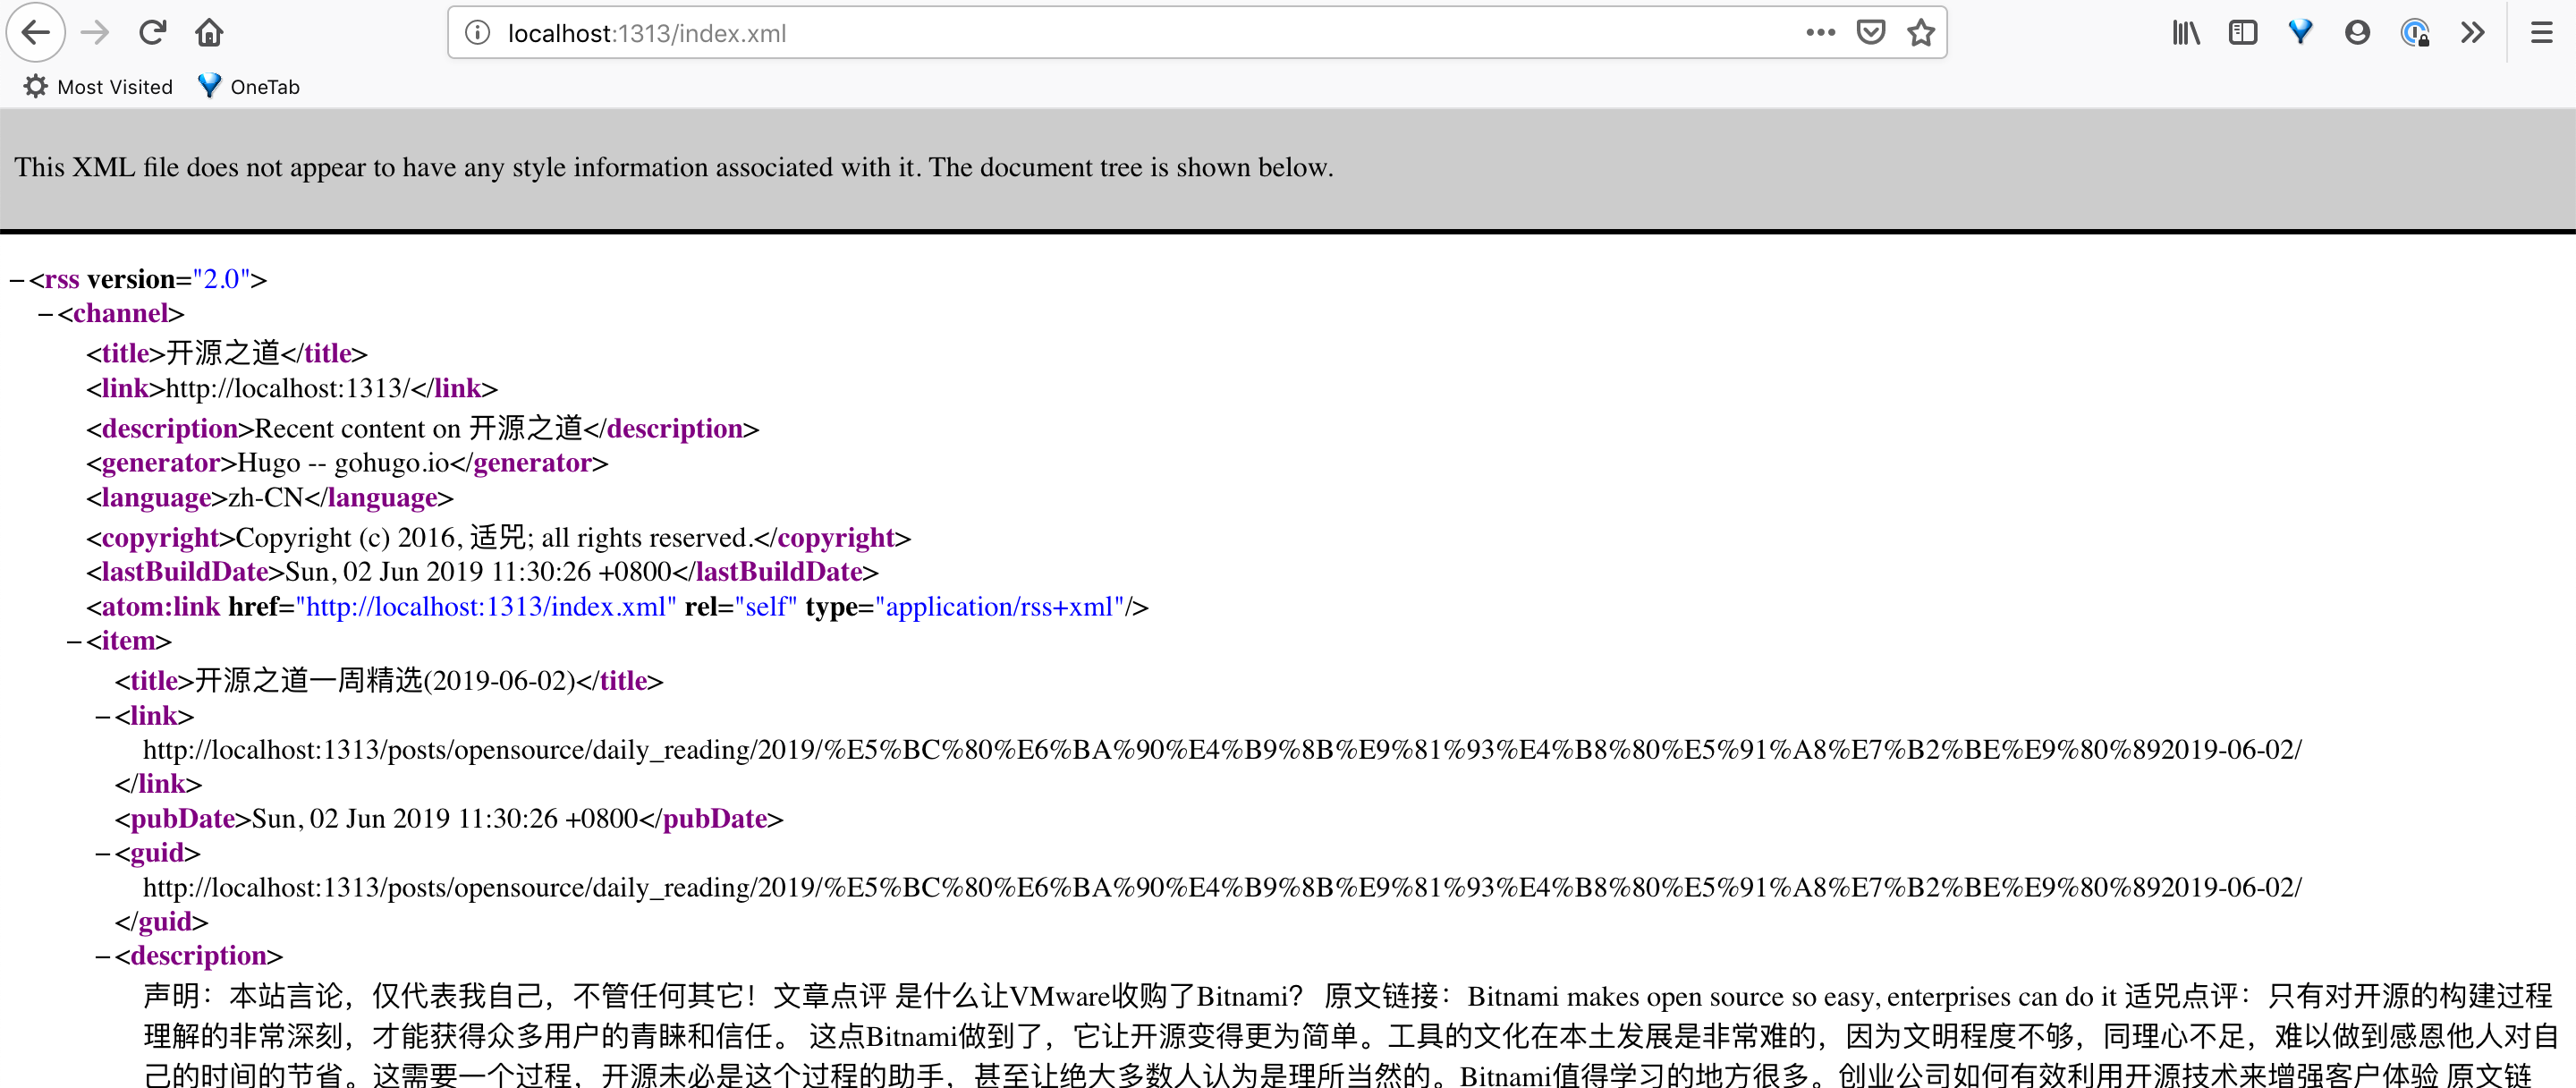 localhost:1313/index.xml
Most Visited OneTab
This XML file does not appear to have any style information associated with it. The document tree is shown below.
–<rss version="2.0">
–<channel>
<title>开源之道</title>
<link>http://localhost:1313/</link>
<description>Recent content on 开源之道</description>
<generator>Hugo -- gohugo.io</generator>
<language>zh-CN</language>
<copyright>Copyright (c) 2016, 适兕; all rights reserved.</copyright>
<lastBuildDate>Sun, 02 Jun 2019 11:30:26 +0800</lastBuildDate>
<atom:link href="http://localhost:1313/index.xml" rel="self" type="application/rss+xml"/>
–<item>
<title>开源之道一周精选(2019-06-02)</title>
–<link>
http://localhost:1313/posts/opensource/daily_reading/2019/%E5%BC%80%E6%BA%90%E4%B9%8B%E9%81%93%E4%B8%80%E5%91%A8%E7%B2%BE%E9%80%892019-06-02/
</link>
<pubDate>Sun, 02 Jun 2019 11:30:26 +0800</pubDate>
–<guid>
http://localhost:1313/posts/opensource/daily_reading/2019/%E5%BC%80%E6%BA%90%E4%B9%8B%E9%81%93%E4%B8%80%E5%91%A8%E7%B2%BE%E9%80%892019-06-02/
</guid>
–<description>
声明：本站言论，仅代表我自己，不管任何其它！文章点评 是什么让VMware收购了Bitnami？ 原文链接：Bitnami makes open source so easy, enterprises can do it 适兕点评：只有对开源的构建过程
理解的非常深刻，才能获得众多用户的青睐和信任。 这点Bitnami做到了，它让开源变得更为简单。工具的文化在本土发展是非常难的，因为文明程度不够，同理心不足，难以做到感恩他人对自
己的时间的节省。这需要一个过程，开源未必是这个过程的助手，甚至让绝大多数人认为是理所当然的。Bitnami值得学习的地方很多。创业公司如何有效利用开源技术来增强客户体验 原文链